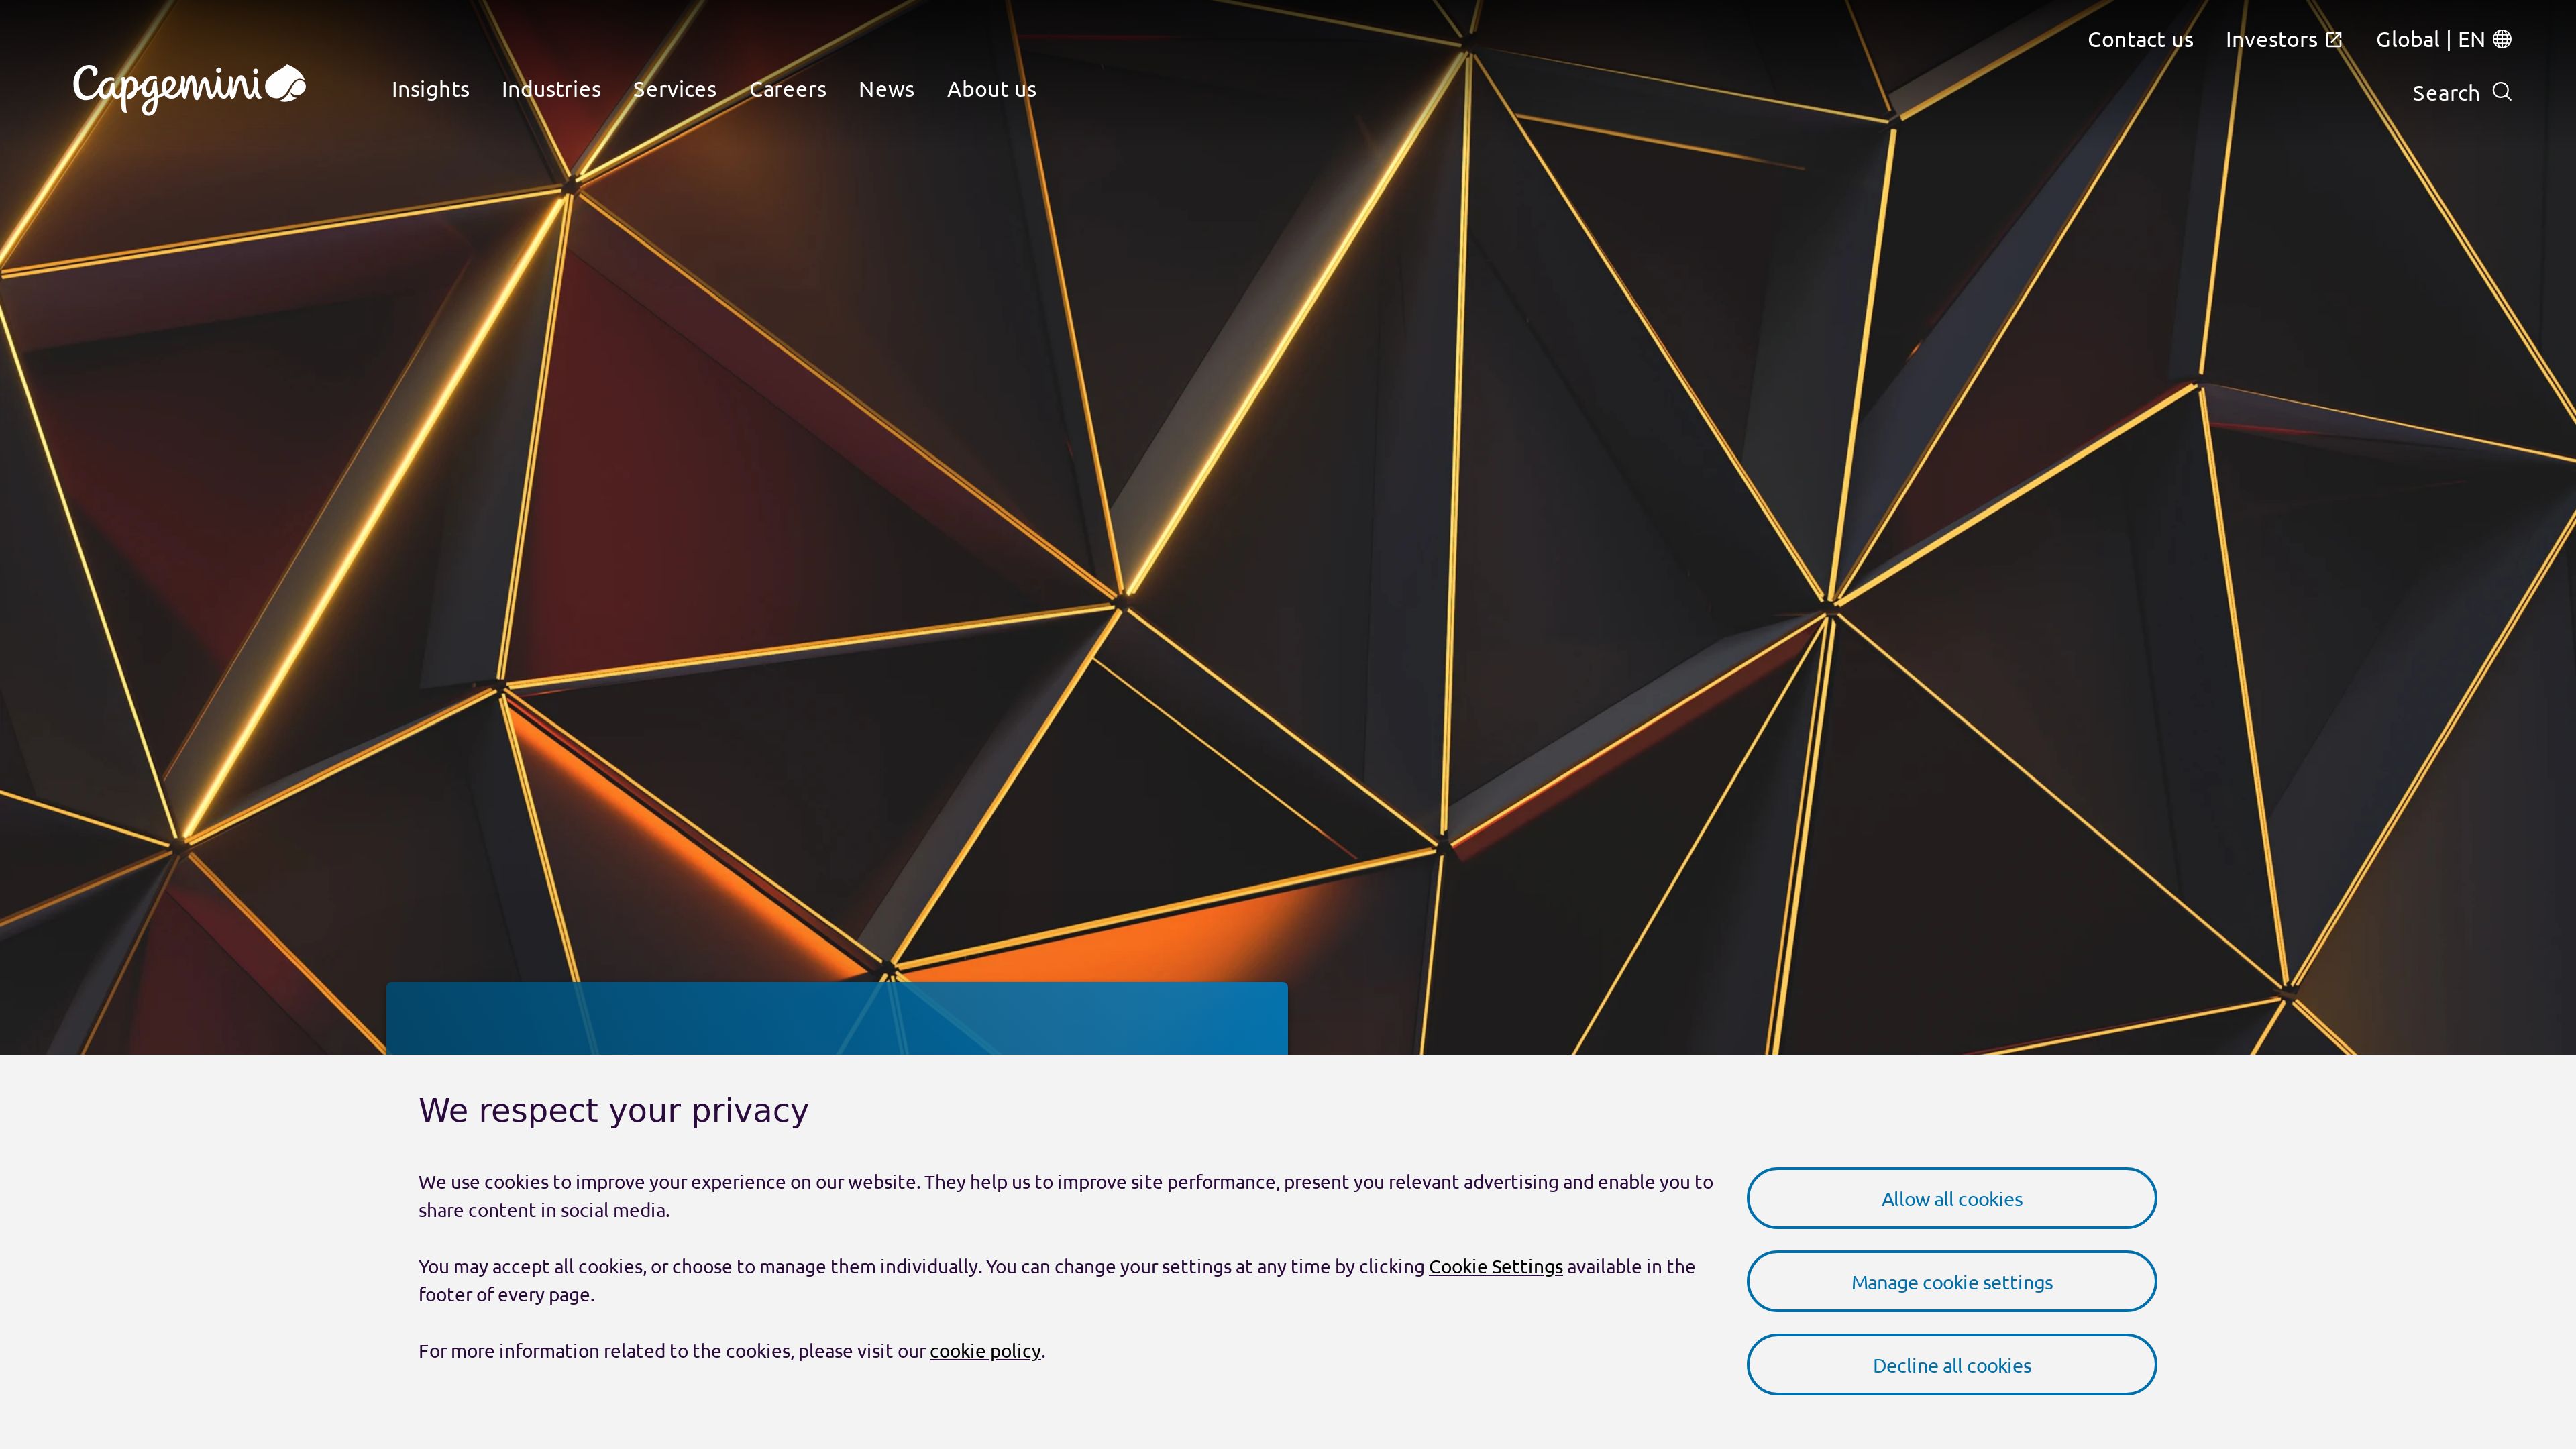 Contact us Investors Global | EN
Capgemini Insights Industries Services Careers News About us Search
We respect your privacy
We use cookies to improve your experience on our website. They help us to improve site performance, present you relevant advertising and enable you to
share content in social media.
You may accept all cookies, or choose to manage them individually. You can change your settings at any time by clicking Cookie Settings available in the
footer of every page.
For more information related to the cookies, please visit our cookie policy.
Allow all cookies
Manage cookie settings
Decline all cookies